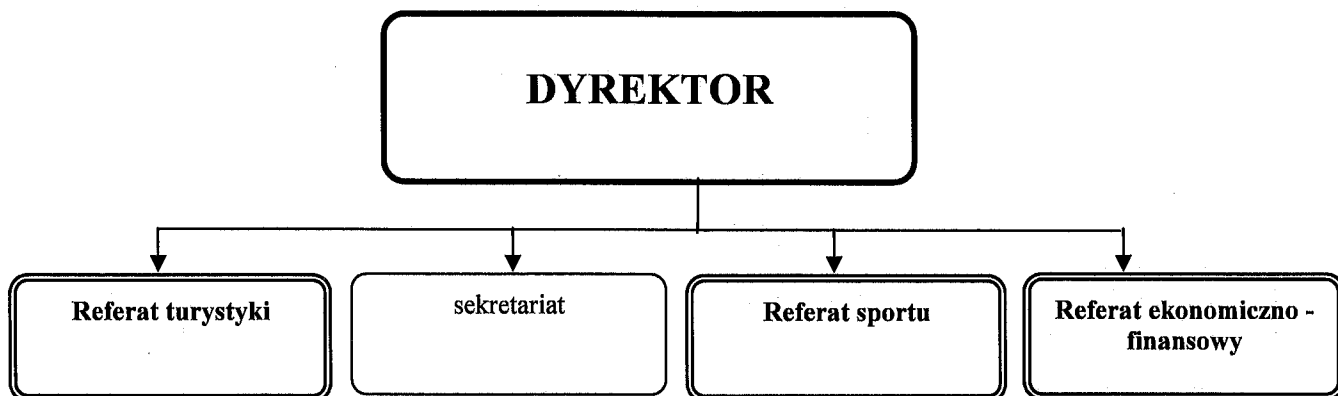 DYREKTOR
Referat turystyki
sekretariat
Referat sportu
Referat ekonomiczno -
finansowy